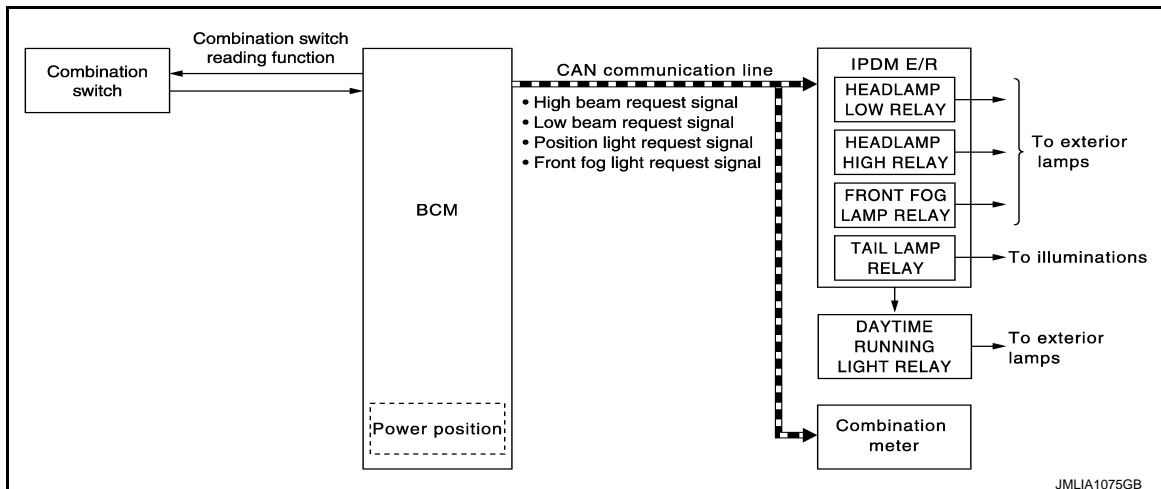 Combination switch
reading function
Combination
switch
BCM
Power position
CAN communication line
• High beam request signal
• Low beam request signal
• Position light request signal
• Front fog light request signal
IPDM E/R
HEADLAMP
LOW RELAY
HEADLAMP
HIGH RELAY
FRONT FOG
LAMP RELAY
TAIL LAMP
RELAY
To exterior
lamps
To illuminations
DAYTIME
RUNNING
LIGHT RELAY
To exterior
lamps
Combination
meter
JMLIA1075GB